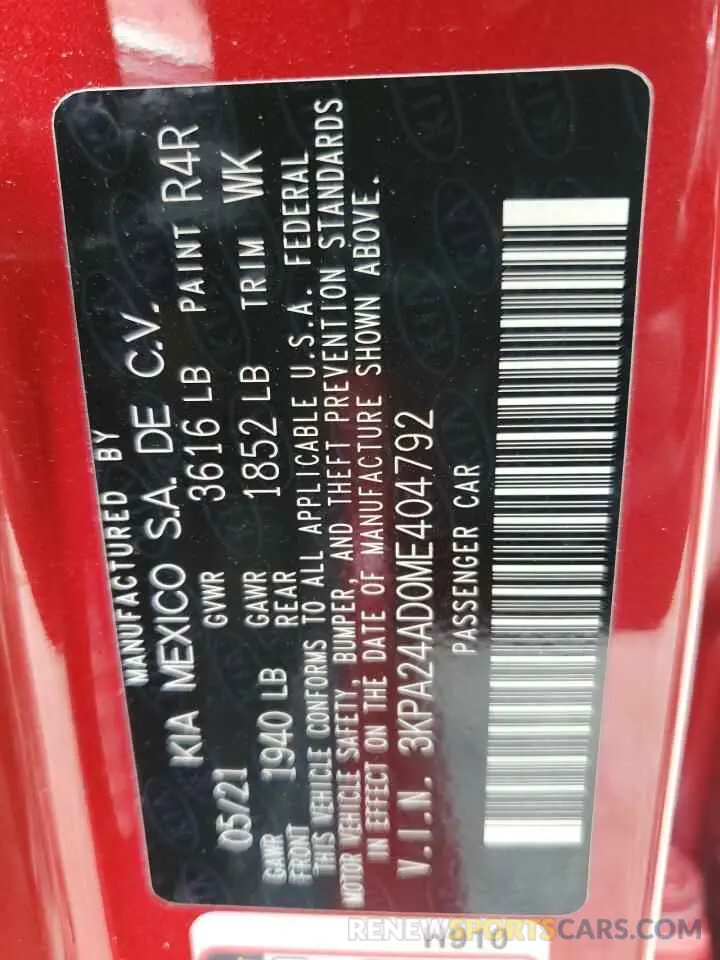 MANUFACTURED BY
KIA MEXICO S.A. DE C.V.
05/21 GVWR 3616 LB PAINT R4R
GAWR FRONT 1940 LB GAWR REAR 1852 LB TRIM WK
THIS VEHICLE CONFORMS TO ALL APPLICABLE U.S.A. FEDERAL
MOTOR VEHICLE SAFETY, BUMPER, AND THEFT PREVENTION STANDARDS
IN EFFECT ON THE DATE OF MANUFACTURE SHOWN ABOVE.
V.I.N. 3KPA24AD0ME404792
PASSENGER CAR
H910
RENEWSPORTSCARS.COM